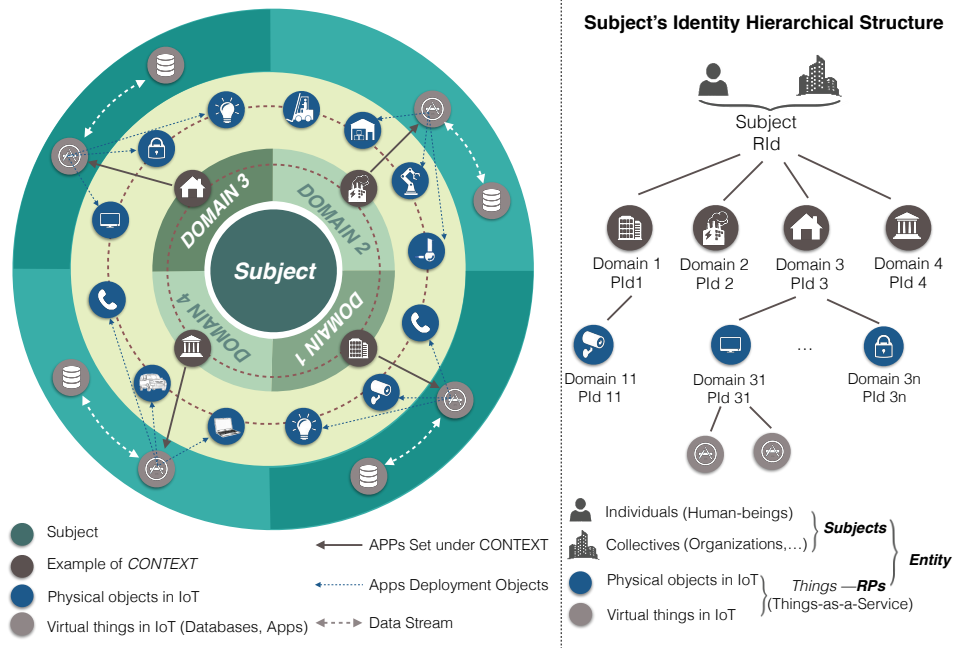 DOMAIN 3
DOMAIN 2
Subject
DOMAIN 4
DOMAIN 1
Subject
Example of CONTEXT
Physical objects in IoT
Virtual things in IoT (Databases, Apps)
APPs Set under CONTEXT
Apps Deployment Objects
Data Stream
Subject's Identity Hierarchical Structure
Subject
RId
Domain 1
PId1
Domain 2
PId 2
Domain 3
PId 3
Domain 4
PId 4
Domain 11
PId 11
Domain 31
PId 31
...
Domain 3n
PId 3n
Individuals (Human-beings)
Collectives (Organizations,...)
Subjects
Physical objects in IoT
Virtual things in IoT
Things —RPs
(Things-as-a-Service)
Entity